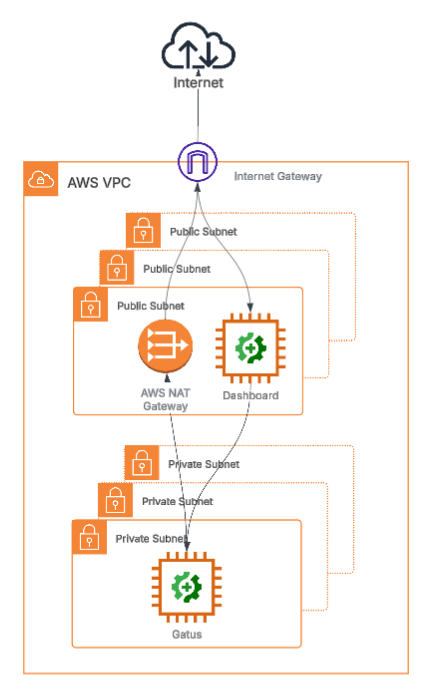 Internet
Internet Gateway
AWS VPC
Public Subnet
Public Subnet
Public Subnet
AWS NAT
Gateway
Dashboard
Private Subnet
Private Subnet
Private Subnet
Gatus